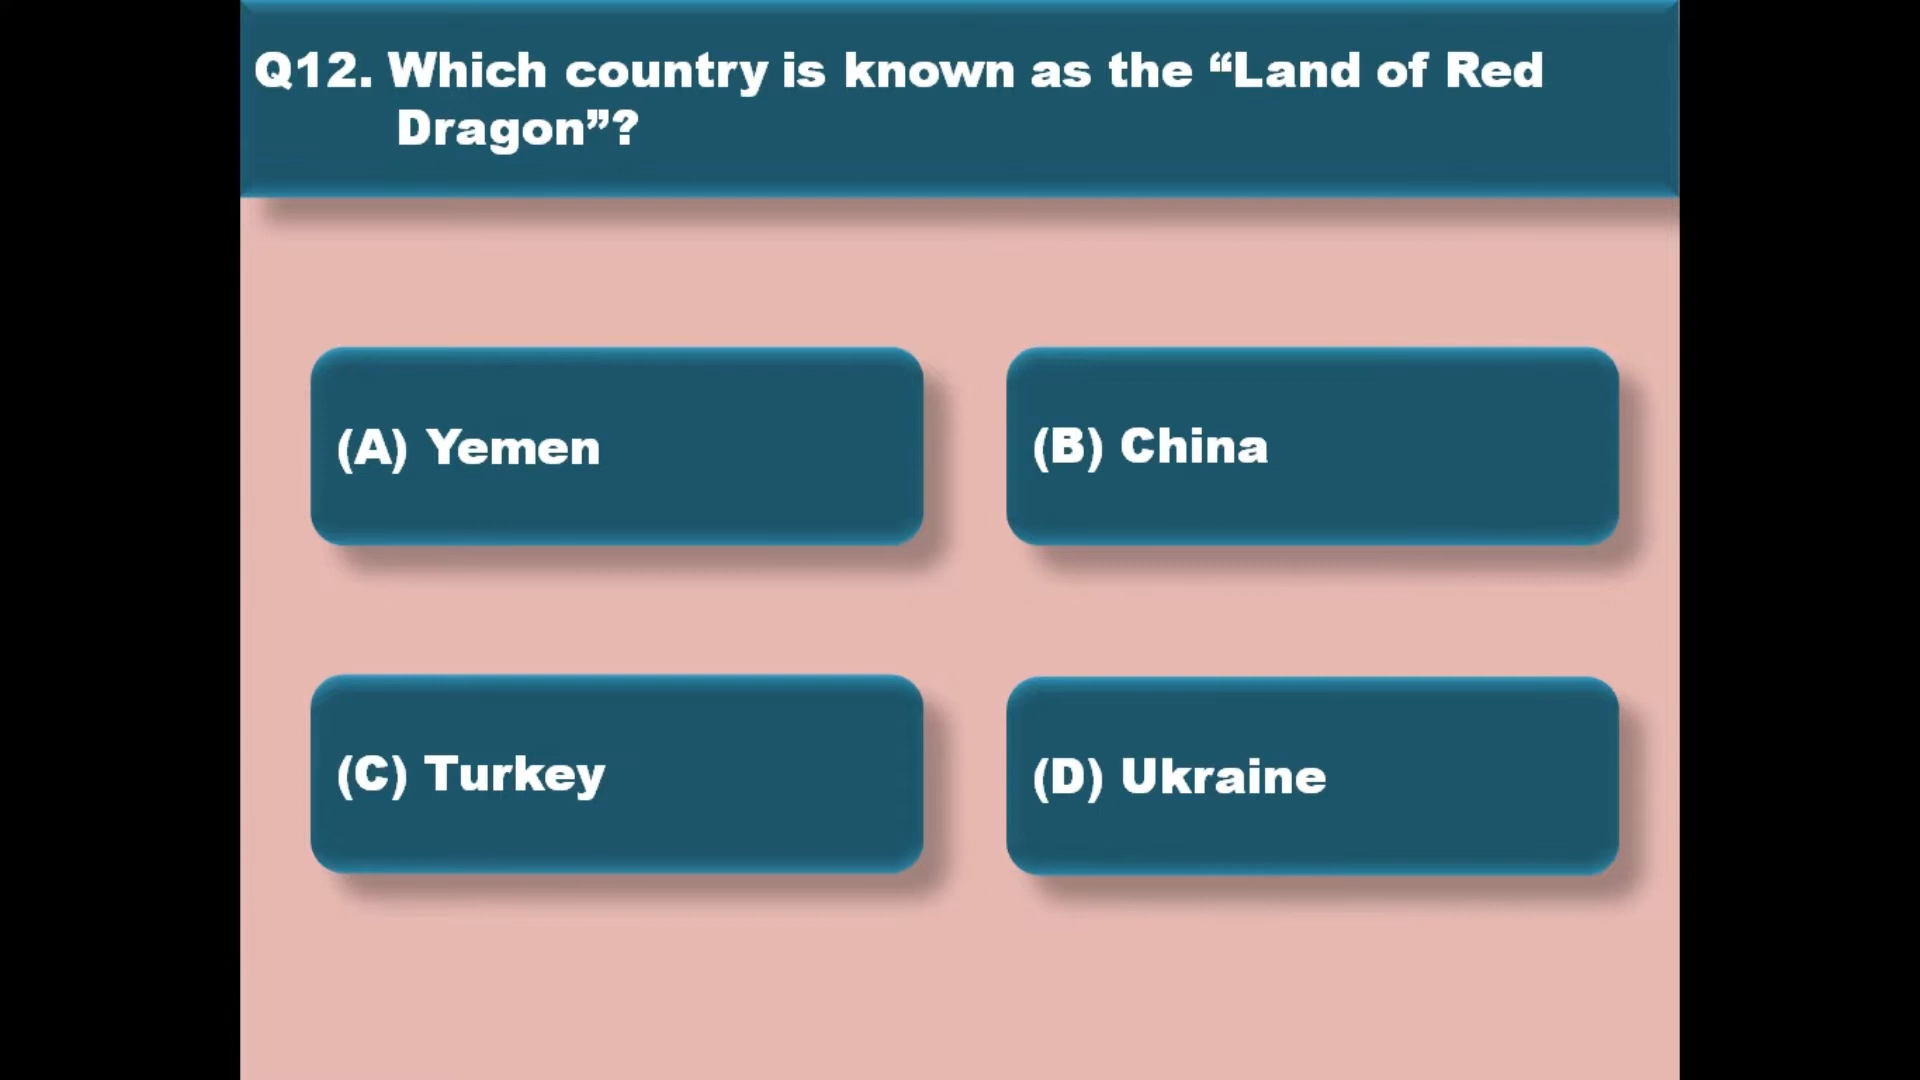 Q12. Which country is known as the “Land of Red
Dragon”?
(A) Yemen
(B) China
(C) Turkey
(D) Ukraine